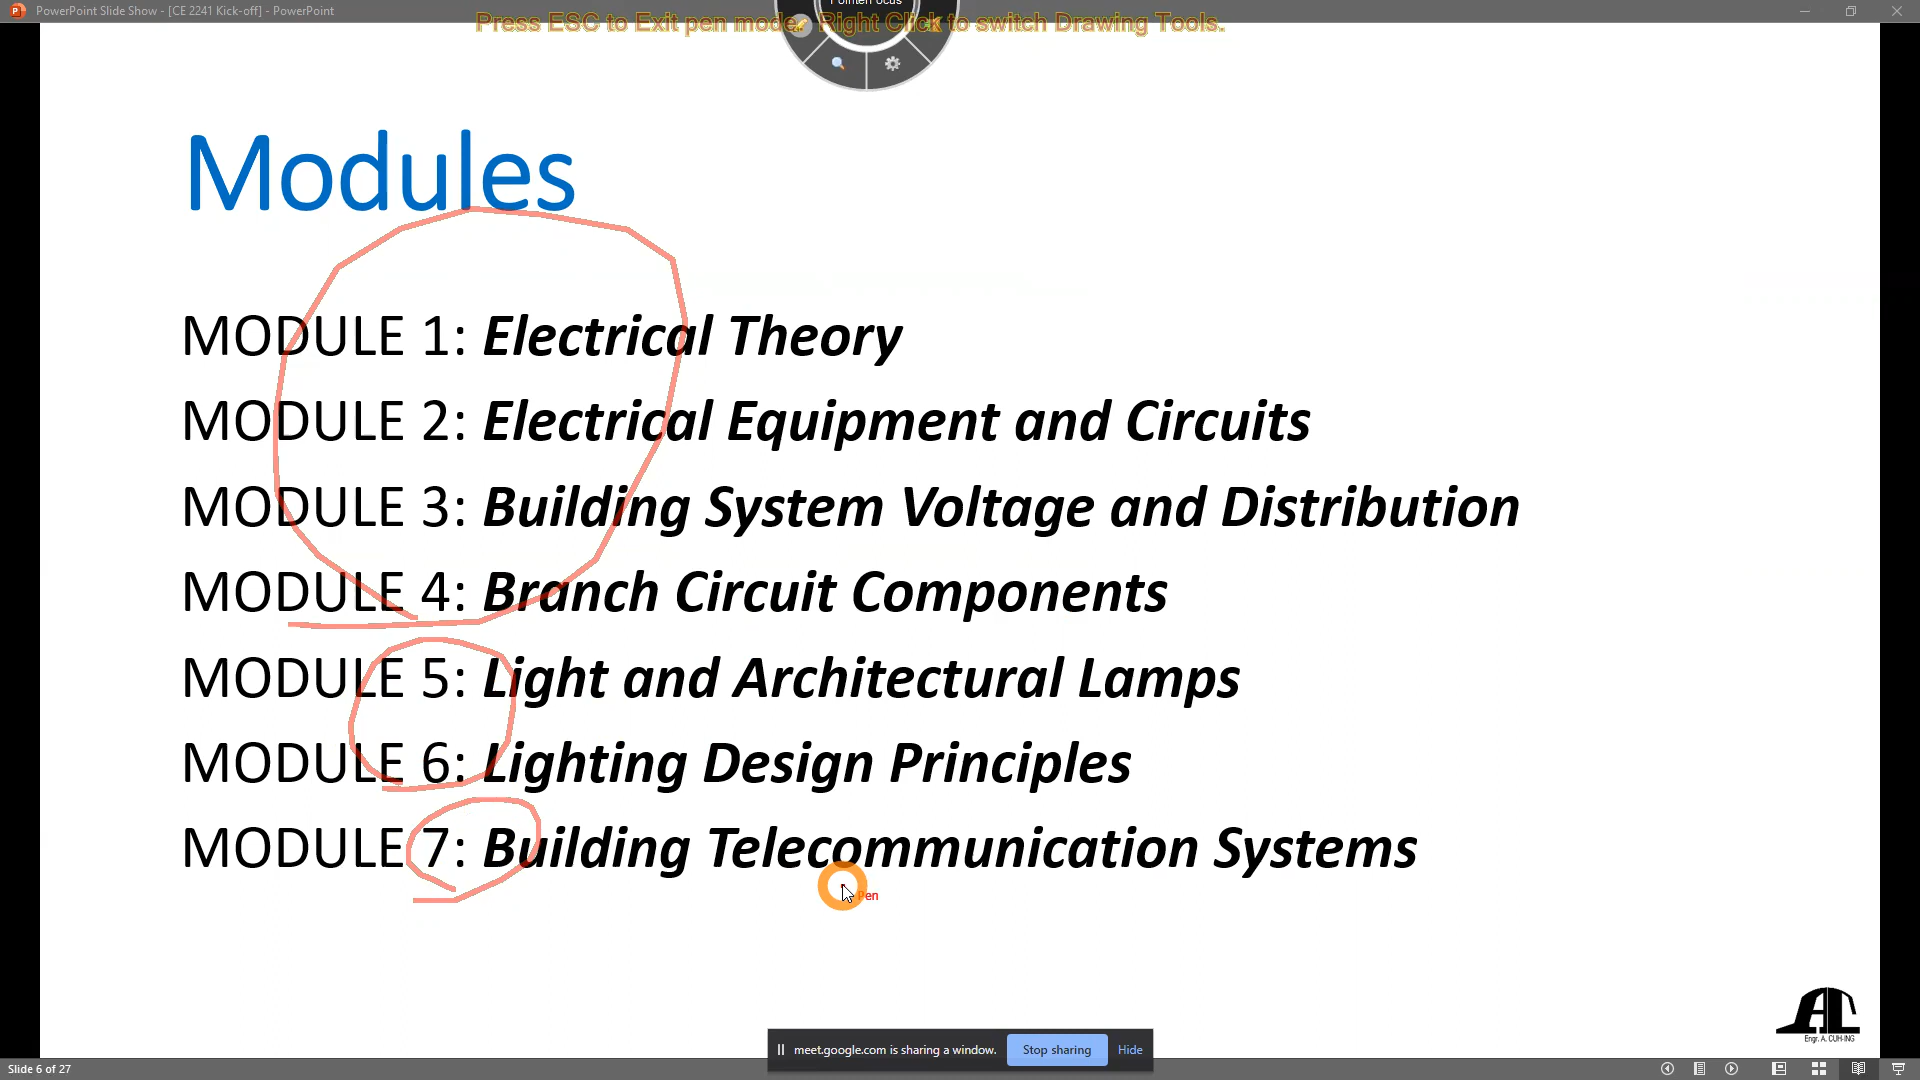 PowerPoint Slide Show - [CE 2241 Kick-off] - PowerPoint
Press ESC to Exit pen mode, Right Click to switch Drawing Tools.
Modules
MODULE 1: Electrical Theory
MODULE 2: Electrical Equipment and Circuits
MODULE 3: Building System Voltage and Distribution
MODULE 4: Branch Circuit Components
MODULE 5: Light and Architectural Lamps
MODULE 6: Lighting Design Principles
MODULE 7: Building Telecommunication Systems
Pen
Engr. A. CUH-ING
meet.google.com is sharing a window. Stop sharing Hide
Slide 6 of 27